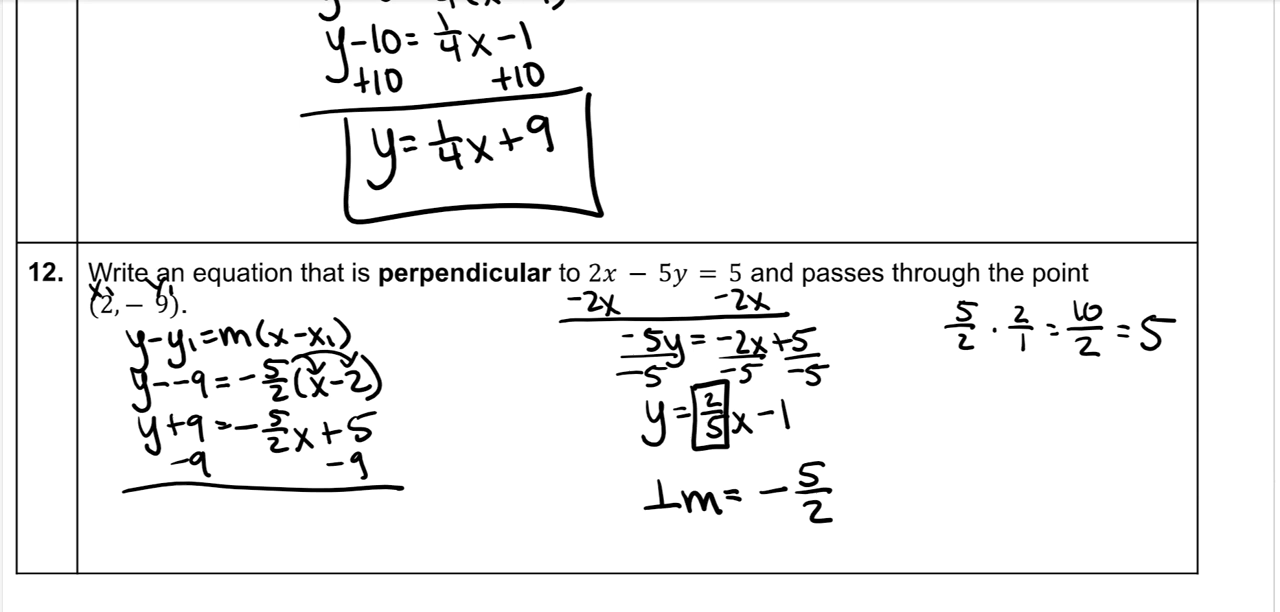 y-10= 1/4x-1
+10 +10
y= 1/4x+9
12. Write an equation that is perpendicular to 2x − 5y = 5 and passes through the point
x1 y1
(2, − 9).
-2x -2x
y-y₁=m(x-x₁)
y--9=-5/2(x-2)
y+9=-5/2x+5
-9 -9
-5y=-2x+5
-5 -5 -5
y=2/5x-1
⊥m=-5/2
5/2 · 2/1 = 10/2 = 5